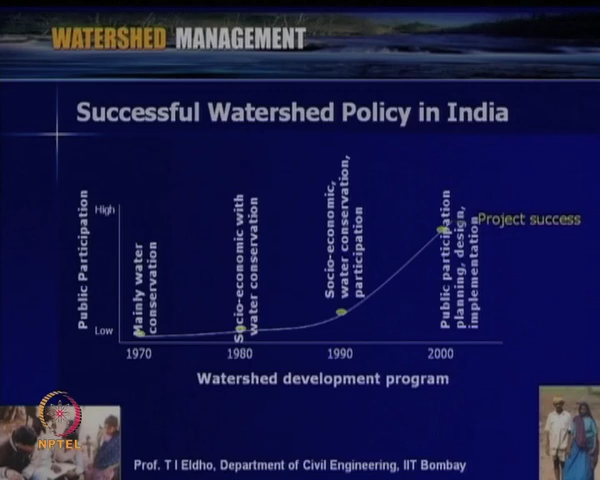 WATERSHED MANAGEMENT
Successful Watershed Policy in India
Public Participation
High
Low
Mainly water
conservation
Socio-economic with
water conservation
Socio-economic,
water conservation,
participation
Public participation
planning, design,
implementation
Project success
1970
1980
1990
2000
Watershed development program
NPTEL
Prof. T I Eldho, Department of Civil Engineering, IIT Bombay